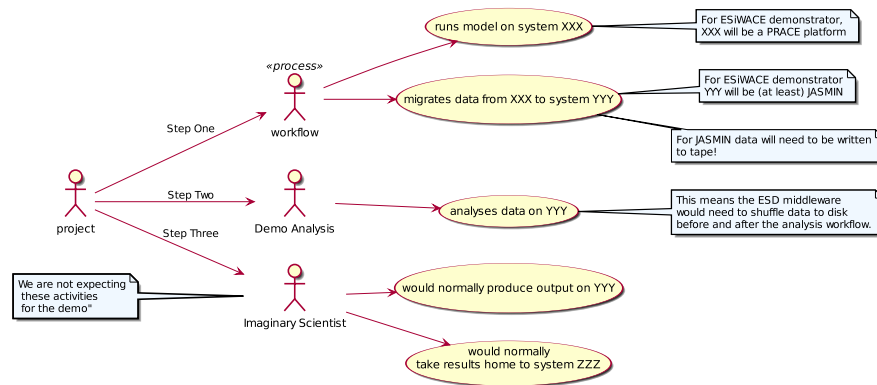 runs model on system XXX
For ESiWACE demonstrator,
XXX will be a PRACE platform
«process»
workflow
migrates data from XXX to system YYY
For ESiWACE demonstrator
YYY will be (at least) JASMIN
For JASMIN data will need to be written
to tape!
Step One
project
Step Two
Demo Analysis
analyses data on YYY
This means the ESD middleware
would need to shuffle data to disk
before and after the analysis workflow.
Step Three
We are not expecting
these activities
for the demo"
Imaginary Scientist
would normally produce output on YYY
would normally
take results home to system ZZZ